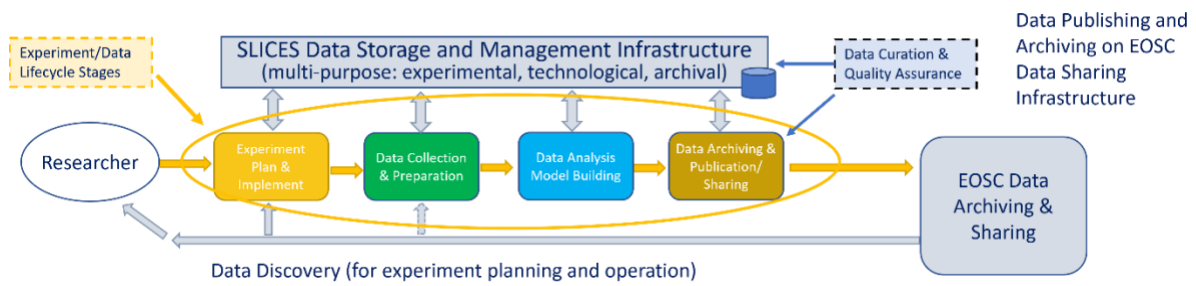 Experiment/Data
Lifecycle Stages
SLICES Data Storage and Management Infrastructure
(multi-purpose: experimental, technological, archival)
Data Curation &
Quality Assurance
Data Publishing and
Archiving on EOSC
Data Sharing
Infrastructure
Researcher
Experiment
Plan &
Implement
Data Collection
& Preparation
Data Analysis
Model Building
Data Archiving &
Publication/
Sharing
EOSC Data
Archiving &
Sharing
Data Discovery (for experiment planning and operation)